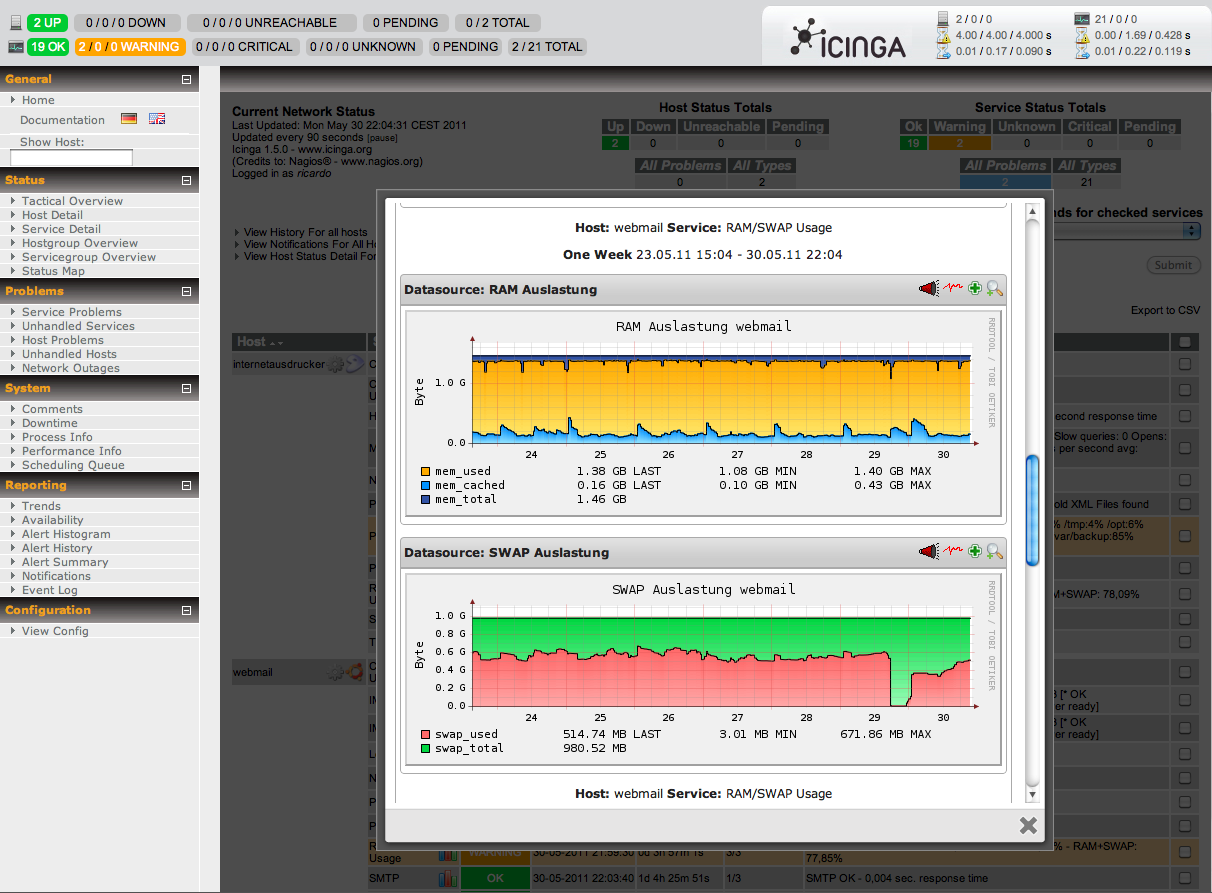 2 UP 0 / 0 / 0 DOWN 0 / 0 / 0 UNREACHABLE 0 PENDING 0 / 2 TOTAL
19 OK 2 / 0 / 0 WARNING 0 / 0 / 0 CRITICAL 0 / 0 / 0 UNKNOWN 0 PENDING 2 / 21 TOTAL
ICINGA
2 / 0 / 0 21 / 0 / 0
4.00 / 4.00 / 4.000 s 0.00 / 1.69 / 0.428 s
0.01 / 0.17 / 0.090 s 0.01 / 0.22 / 0.119 s
General
Home
Documentation
Show Host:
Status
Tactical Overview
Host Detail
Service Detail
Hostgroup Overview
Servicegroup Overview
Status Map
Problems
Service Problems
Unhandled Services
Host Problems
Unhandled Hosts
Network Outages
System
Comments
Downtime
Process Info
Performance Info
Scheduling Queue
Reporting
Trends
Availability
Alert Histogram
Alert History
Alert Summary
Notifications
Event Log
Configuration
View Config
Current Network Status
Last Updated: Mon May 30 22:04:31 CEST 2011
Updated every 90 seconds [pause]
Icinga 1.5.0 - www.icinga.org
(Credits to: Nagios® - www.nagios.org)
Logged in as ricardo
Host Status Totals
Up Down Unreachable Pending
2 0 0 0
All Problems All Types
0 2
Service Status Totals
Ok Warning Unknown Critical Pending
19 2 0 0 0
All Problems All Types
2 21
View History For all hosts
View Notifications For All H
View Host Status Detail For
nds for checked services
Submit
Export to CSV
Host
internetausdrucker
webmail
Host: webmail Service: RAM/SWAP Usage
One Week 23.05.11 15:04 - 30.05.11 22:04
Datasource: RAM Auslastung
RAM Auslastung webmail
RRDTOOL / TOBI OETIKER
Byte
1.0 G
0.0
24 25 26 27 28 29 30
mem_used 1.38 GB LAST 1.08 GB MIN 1.40 GB MAX
mem_cached 0.16 GB LAST 0.10 GB MIN 0.43 GB MAX
mem_total 1.46 GB
Datasource: SWAP Auslastung
SWAP Auslastung webmail
RRDTOOL / TOBI OETIKER
Byte
1.0 G
0.8 G
0.6 G
0.4 G
0.2 G
0.0
24 25 26 27 28 29 30
swap_used 514.74 MB LAST 3.01 MB MIN 671.86 MB MAX
swap_total 980.52 MB
Host: webmail Service: RAM/SWAP Usage
econd response time
Slow queries: 0 Opens:
s per second avg:
old XML Files found
% /tmp:4% /opt:6%
var/backup:85%
M+SWAP: 78,09%
B [* OK
er ready]
B [* OK
er ready]
% - RAM+SWAP:
Usage WARNING 30-05-2011 21:59:30 0d 3h 57m 1s 3/3 77,85%
SMTP OK 30-05-2011 22:03:40 1d 4h 25m 51s 1/3 SMTP OK - 0,004 sec. response time